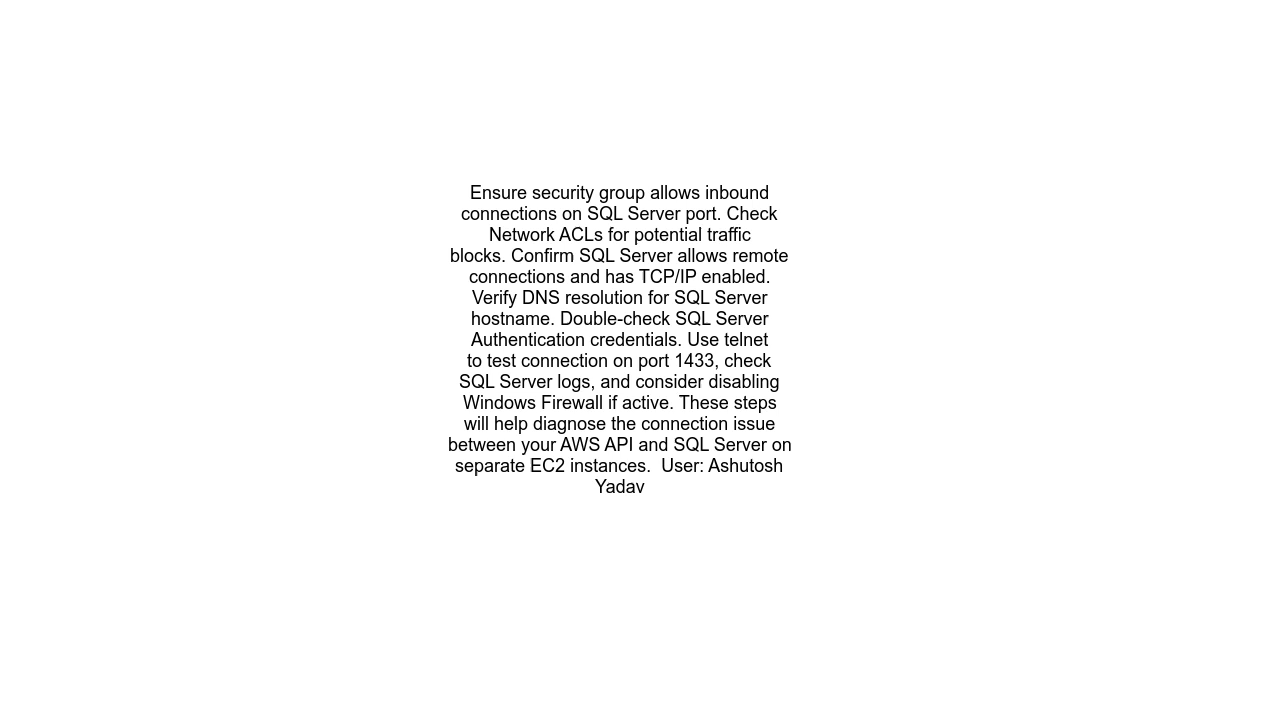 Ensure security group allows inbound
connections on SQL Server port. Check
Network ACLs for potential traffic
blocks. Confirm SQL Server allows remote
connections and has TCP/IP enabled.
Verify DNS resolution for SQL Server
hostname. Double-check SQL Server
Authentication credentials. Use telnet
to test connection on port 1433, check
SQL Server logs, and consider disabling
Windows Firewall if active. These steps
will help diagnose the connection issue
between your AWS API and SQL Server on
separate EC2 instances.  User: Ashutosh
Yadav